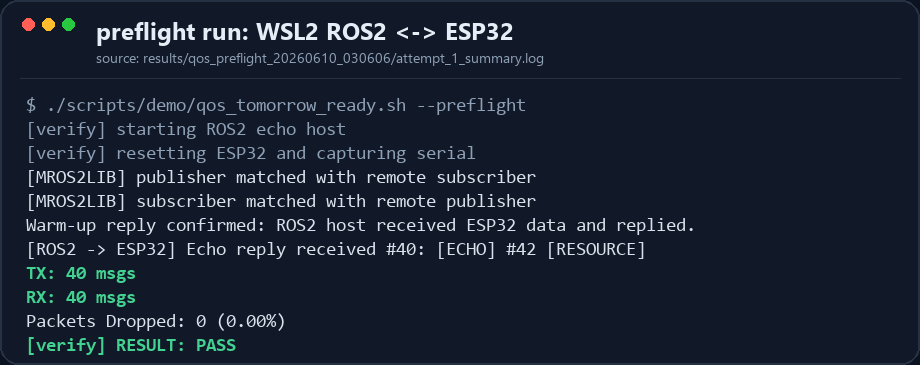 preflight run: WSL2 ROS2 <-> ESP32
source: results/qos_preflight_20260610_030606/attempt_1_summary.log
$ ./scripts/demo/qos_tomorrow_ready.sh --preflight
[verify] starting ROS2 echo host
[verify] resetting ESP32 and capturing serial
[MROS2LIB] publisher matched with remote subscriber
[MROS2LIB] subscriber matched with remote publisher
Warm-up reply confirmed: ROS2 host received ESP32 data and replied.
[ROS2 -> ESP32] Echo reply received #40: [ECHO] #42 [RESOURCE]
TX: 40 msgs
RX: 40 msgs
Packets Dropped: 0 (0.00%)
[verify] RESULT: PASS